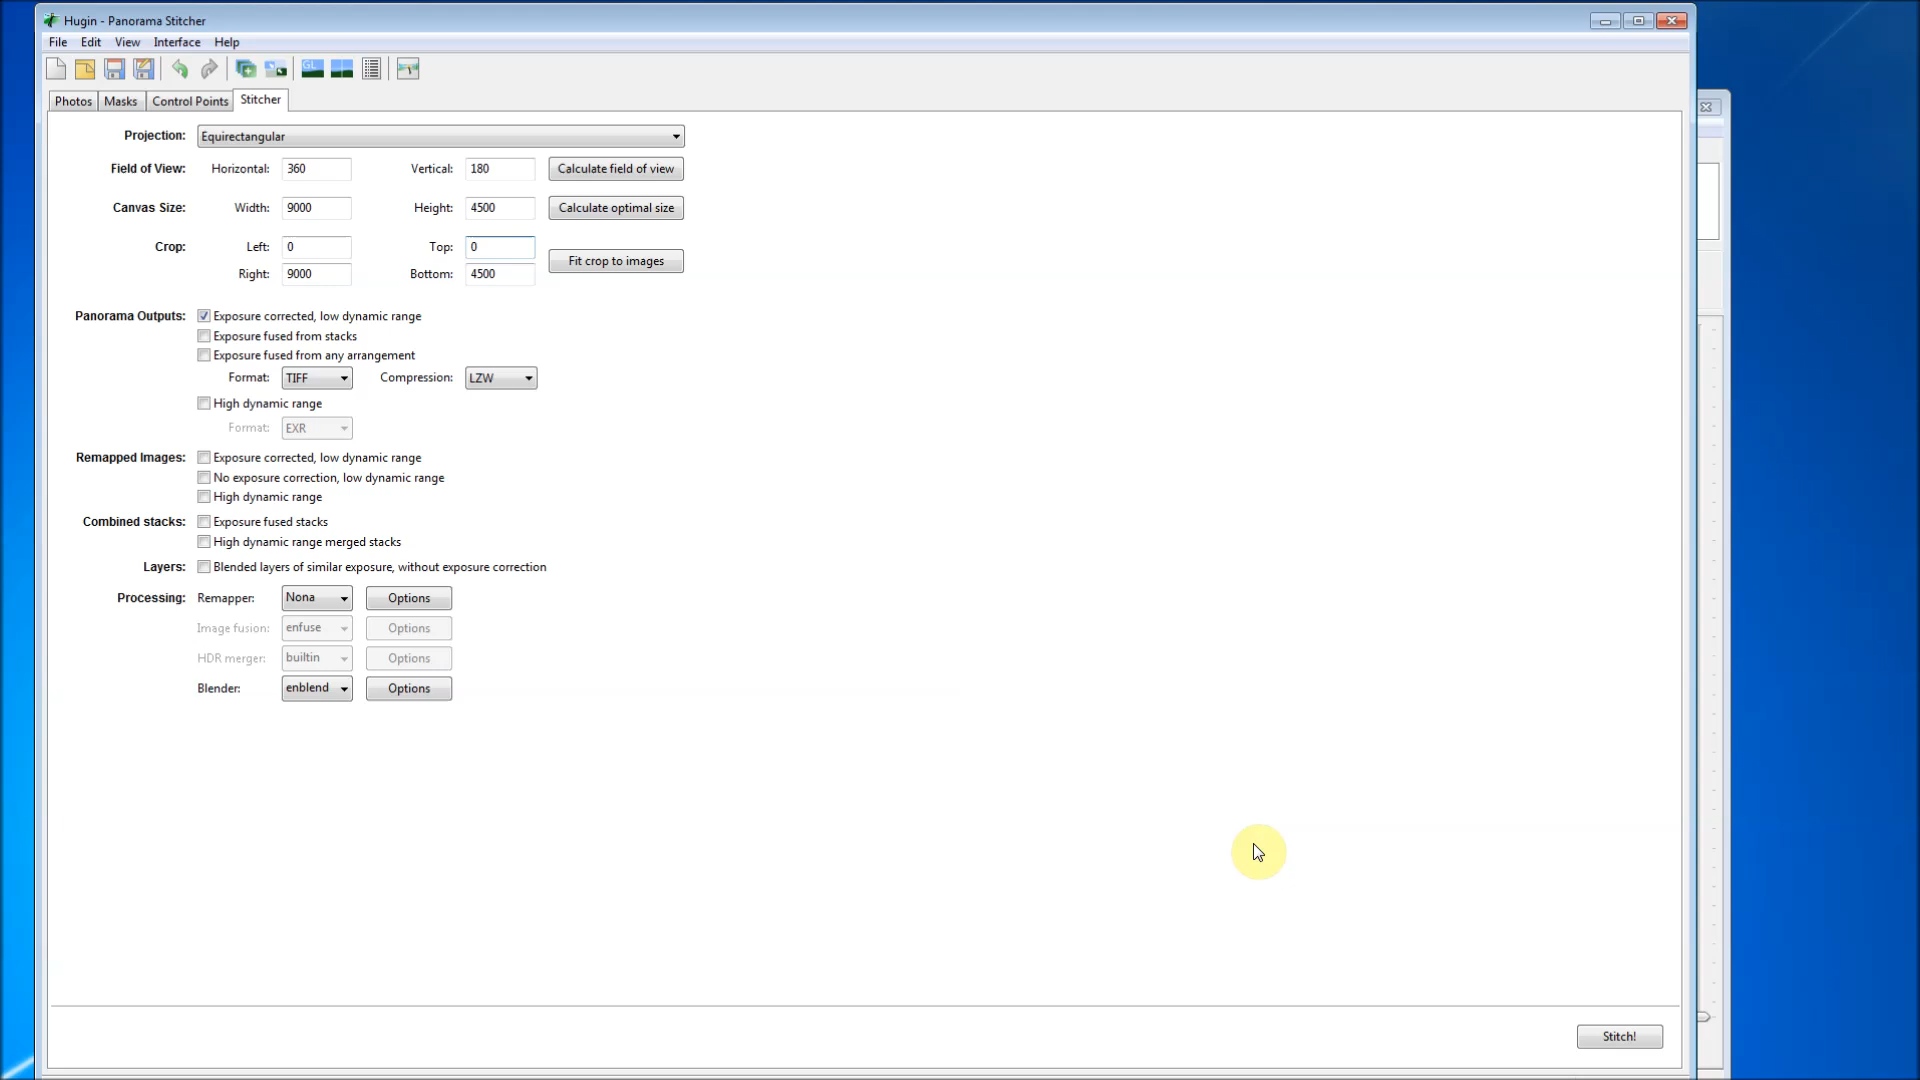 Hugin - Panorama Stitcher
File Edit View Interface Help
GL
Photos Masks Control Points Stitcher
Projection: Equirectangular
Field of View: Horizontal: 360 Vertical: 180 Calculate field of view
Canvas Size: Width: 9000 Height: 4500 Calculate optimal size
Crop: Left: 0 Top: 0
Fit crop to images
Right: 9000 Bottom: 4500
Panorama Outputs: Exposure corrected, low dynamic range
Exposure fused from stacks
Exposure fused from any arrangement
Format: TIFF Compression: LZW
High dynamic range
Format: EXR
Remapped Images: Exposure corrected, low dynamic range
No exposure correction, low dynamic range
High dynamic range
Combined stacks: Exposure fused stacks
High dynamic range merged stacks
Layers: Blended layers of similar exposure, without exposure correction
Processing: Remapper: Nona Options
Image fusion: enfuse Options
HDR merger: builtin Options
Blender: enblend Options
Stitch!